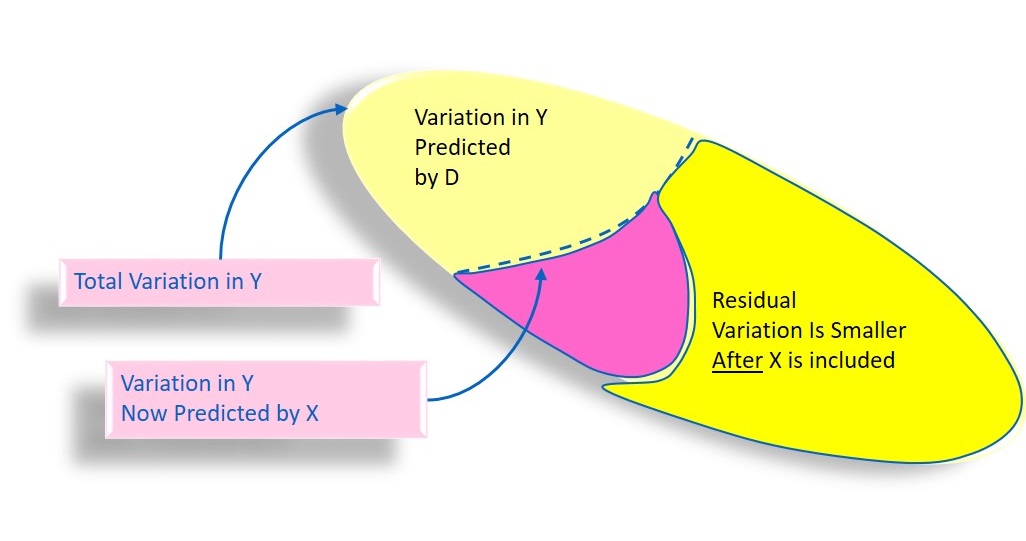 Variation in Y
Predicted
by D
Total Variation in Y
Residual
Variation Is Smaller
After X is included
Variation in Y
Now Predicted by X